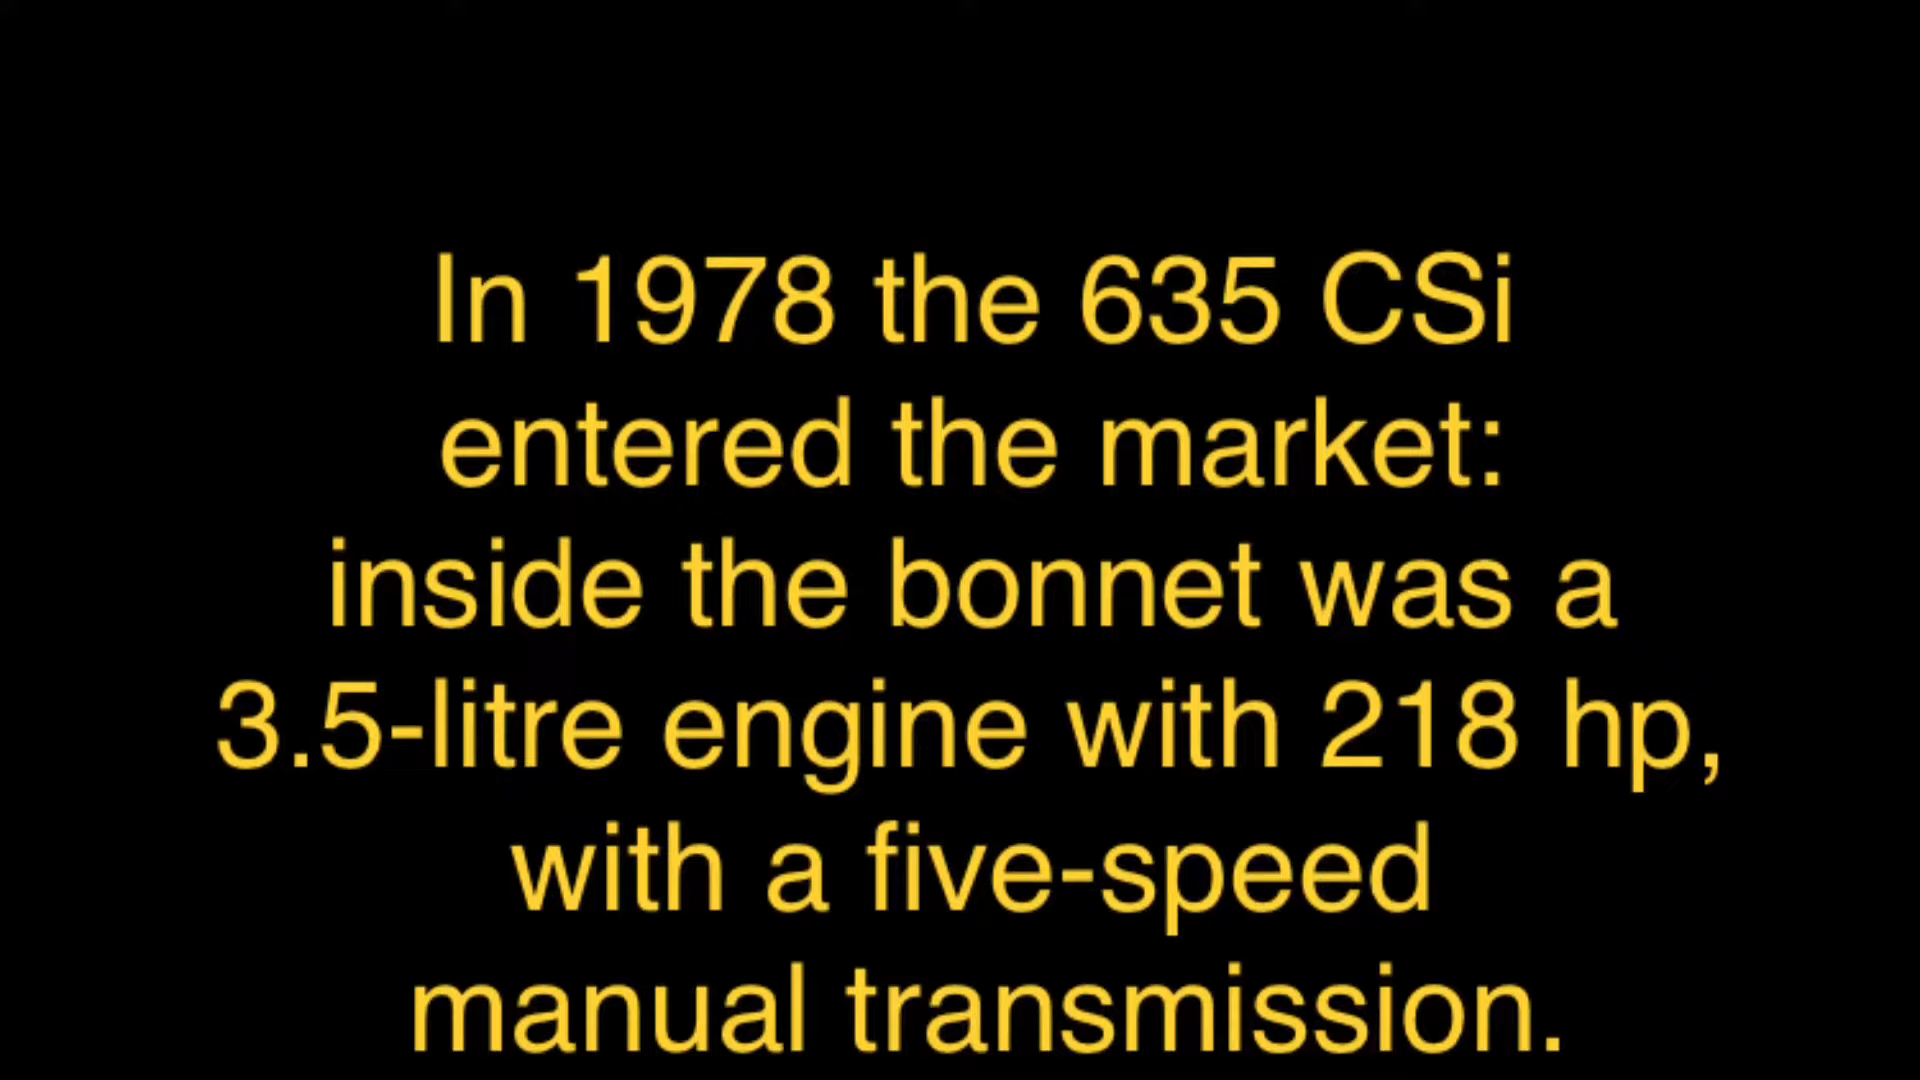 In 1978 the 635 CSi
entered the market:
inside the bonnet was a
3.5-litre engine with 218 hp,
with a five-speed
manual transmission.